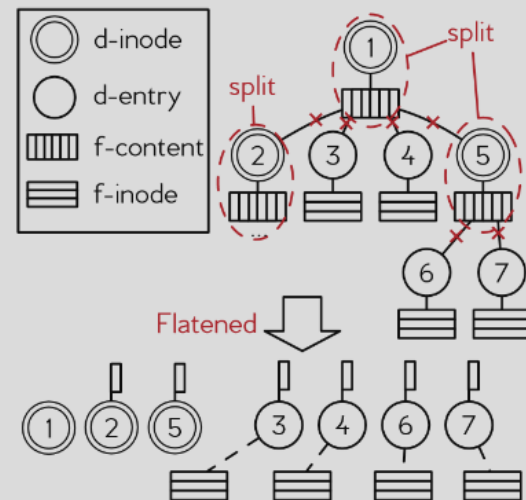 d-inode
d-entry
f-content
f-inode
split
split
1
2
3
4
5
...
6
7
Flatened
1
2
5
3
4
6
7